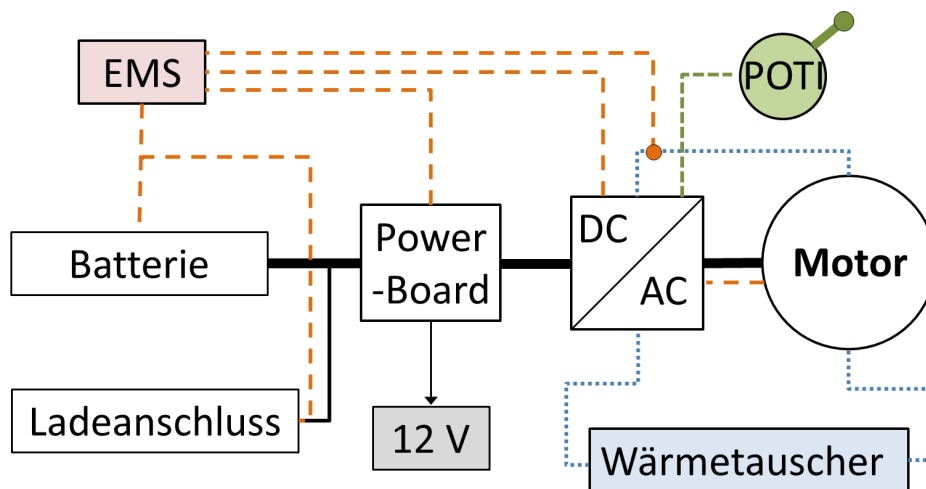 EMS
POTI
Batterie
Power
-Board
DC
AC
Motor
Ladeanschluss
12 V
Wärmetauscher